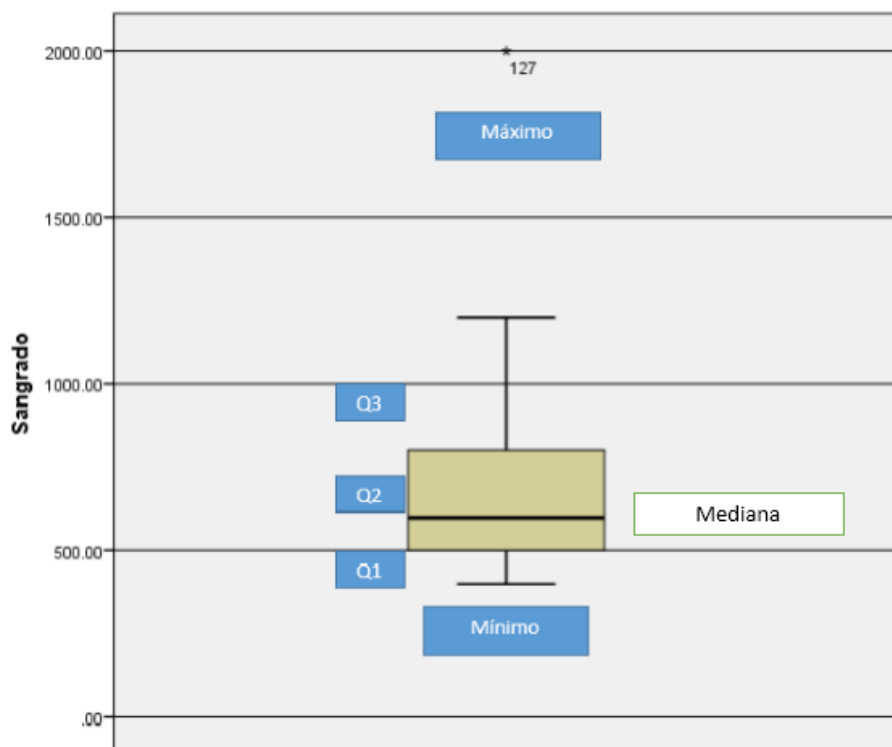 2000.00
127
Máximo
1500.00
Sangrado
1000.00
Q3
Q2
Mediana
500.00
Q1
Mínimo
.00